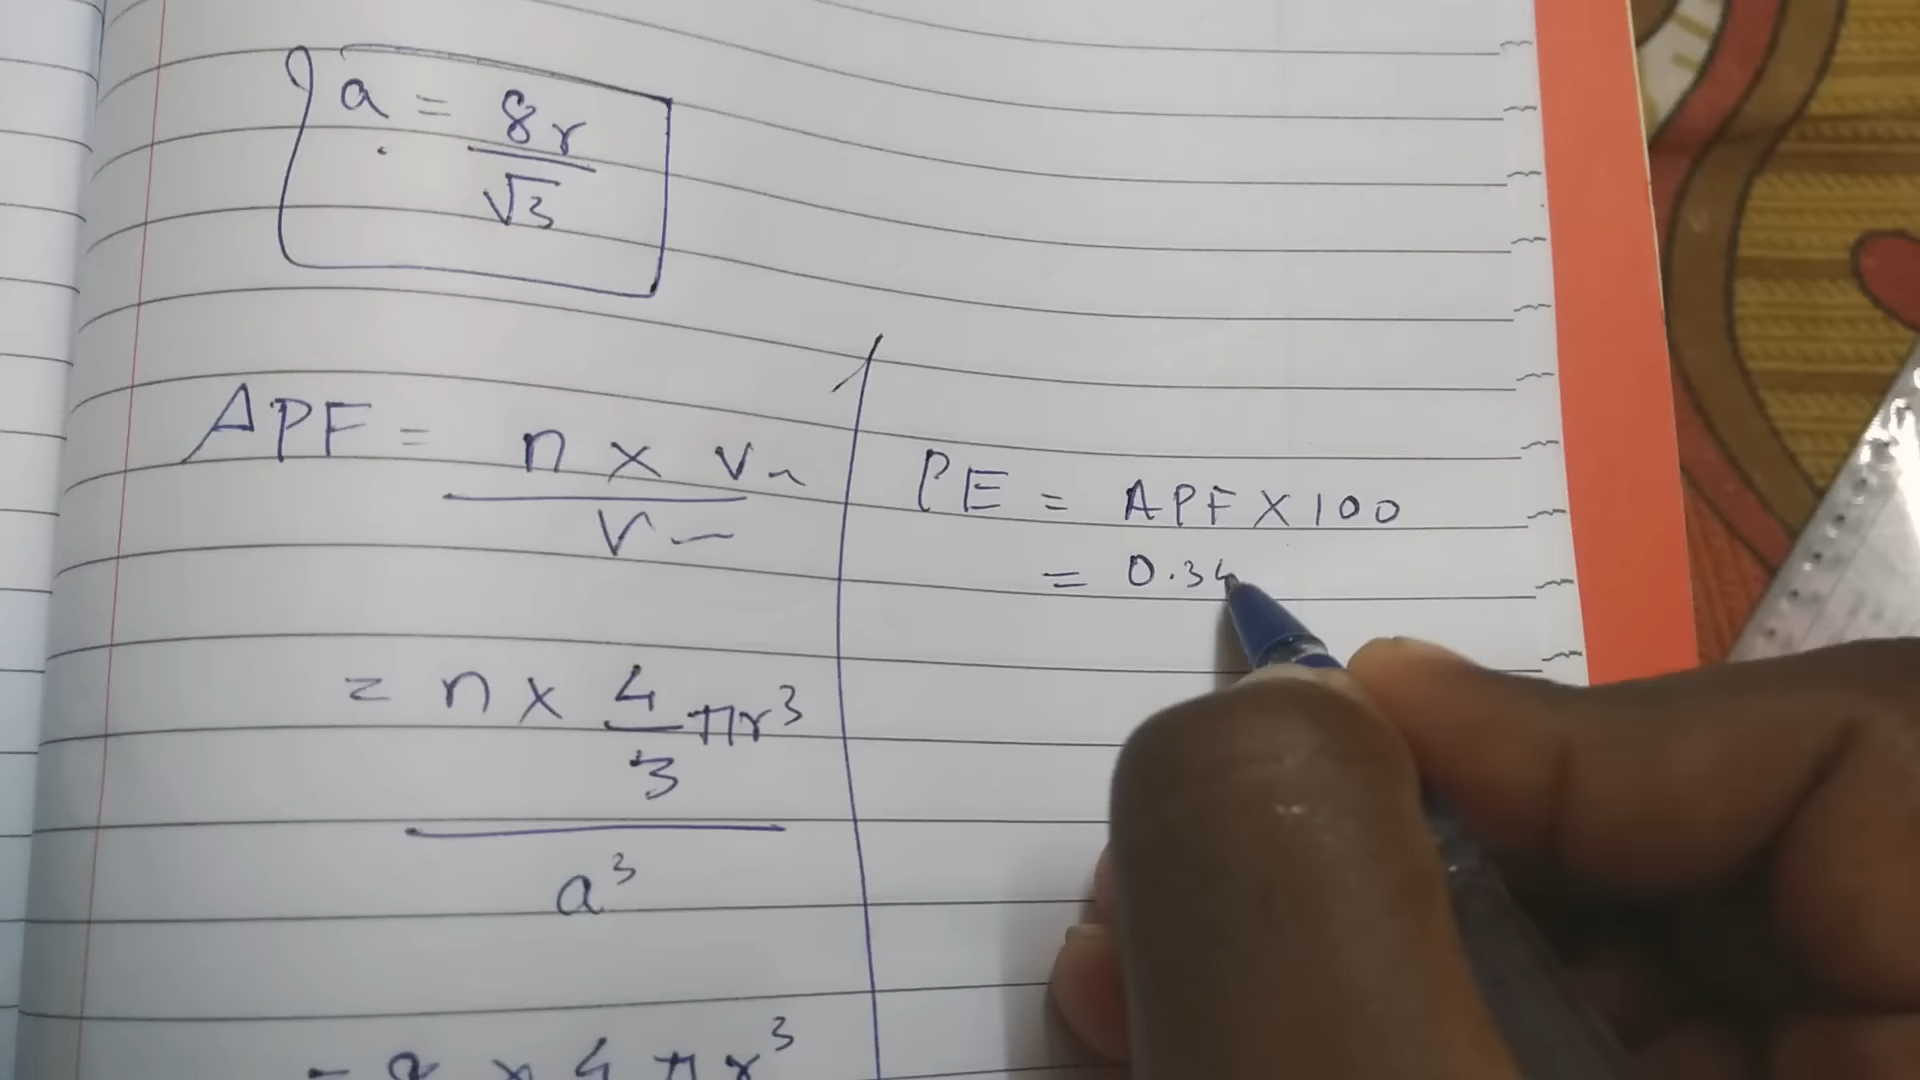 a = 8r
√3
APF = n x v~
v~
= n x 4/3 πr³
a³
PE = APF X 100
= 0.34